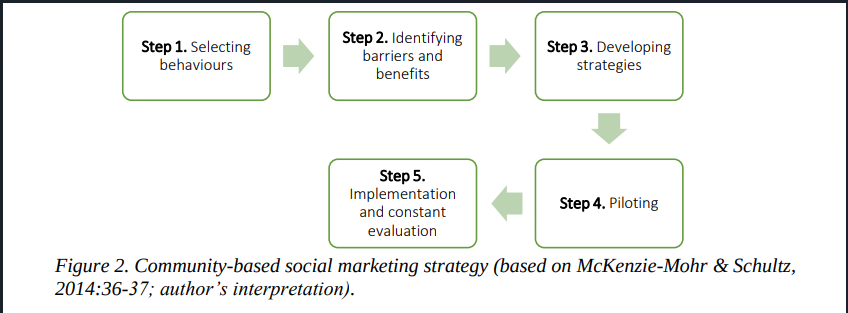 Step 1. Selecting
behaviours
Step 2. Identifying
barriers and
benefits
Step 3. Developing
strategies
Step 4. Piloting
Step 5.
Implementation
and constant
evaluation
Figure 2. Community-based social marketing strategy (based on McKenzie-Mohr & Schultz,
2014:36-37; author’s interpretation).